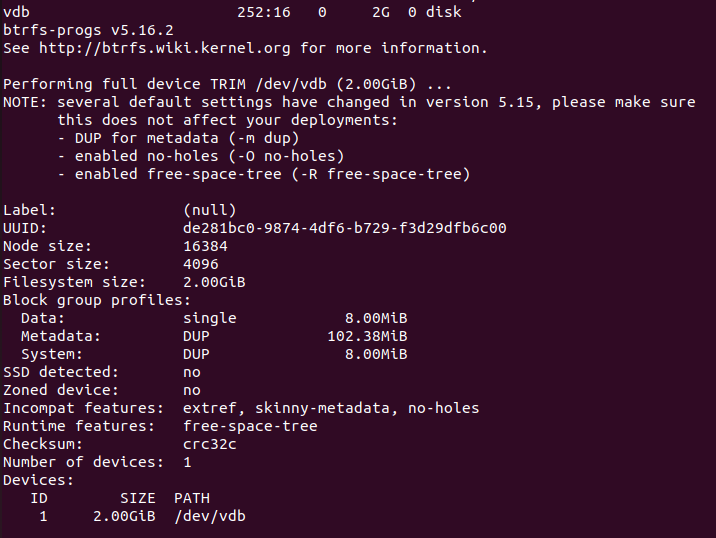 vdb                       252:16   0     2G  0 disk
btrfs-progs v5.16.2
See http://btrfs.wiki.kernel.org for more information.

Performing full device TRIM /dev/vdb (2.00GiB) ...
NOTE: several default settings have changed in version 5.15, please make sure
      this does not affect your deployments:
      - DUP for metadata (-m dup)
      - enabled no-holes (-O no-holes)
      - enabled free-space-tree (-R free-space-tree)

Label:              (null)
UUID:               de281bc0-9874-4df6-b729-f3d29dfb6c00
Node size:          16384
Sector size:        4096
Filesystem size:    2.00GiB
Block group profiles:
  Data:             single            8.00MiB
  Metadata:         DUP             102.38MiB
  System:           DUP               8.00MiB
SSD detected:       no
Zoned device:       no
Incompat features:  extref, skinny-metadata, no-holes
Runtime features:   free-space-tree
Checksum:           crc32c
Number of devices:  1
Devices:
   ID        SIZE  PATH
    1     2.00GiB  /dev/vdb